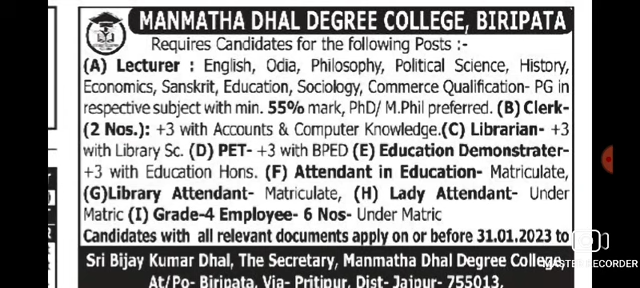 MANMATHA DHAL DEGREE COLLEGE, BIRIPATA
Requires Candidates for the following Posts :-
(A) Lecturer : English, Odia, Philosophy, Political Science, History,
Economics, Sanskrit, Education, Sociology, Commerce Qualification- PG in
respective subject with min. 55% mark, PhD/ M.Phil preferred. (B) Clerk-
(2 Nos.): +3 with Accounts & Computer Knowledge.(C) Librarian- +3
with Library Sc. (D) PET- +3 with BPED (E) Education Demonstrater-
+3 with Education Hons. (F) Attendant in Education- Matriculate,
(G)Library Attendant- Matriculate, (H) Lady Attendant- Under
Matric (I) Grade-4 Employee- 6 Nos- Under Matric
Candidates with all relevant documents apply on or before 31.01.2023 to
Sri Bijay Kumar Dhal, The Secretary, Manmatha Dhal Degree College,
At/Po- Biripata, Via- Pritipur, Dist- Jajpur- 755013,
RECORDER